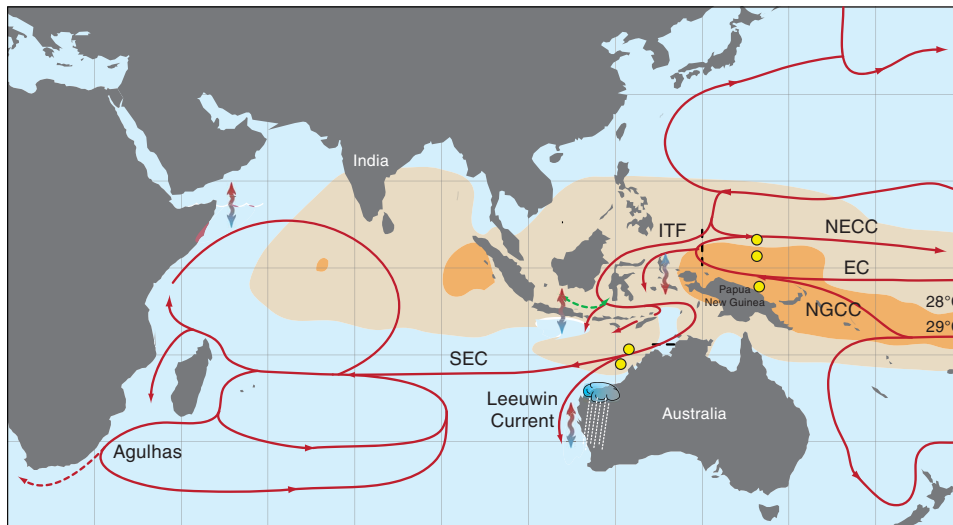 India
ITF
NECC
EC
Papua
New Guinea
NGCC
28°
29°
SEC
Leeuwin
Current
Australia
Agulhas